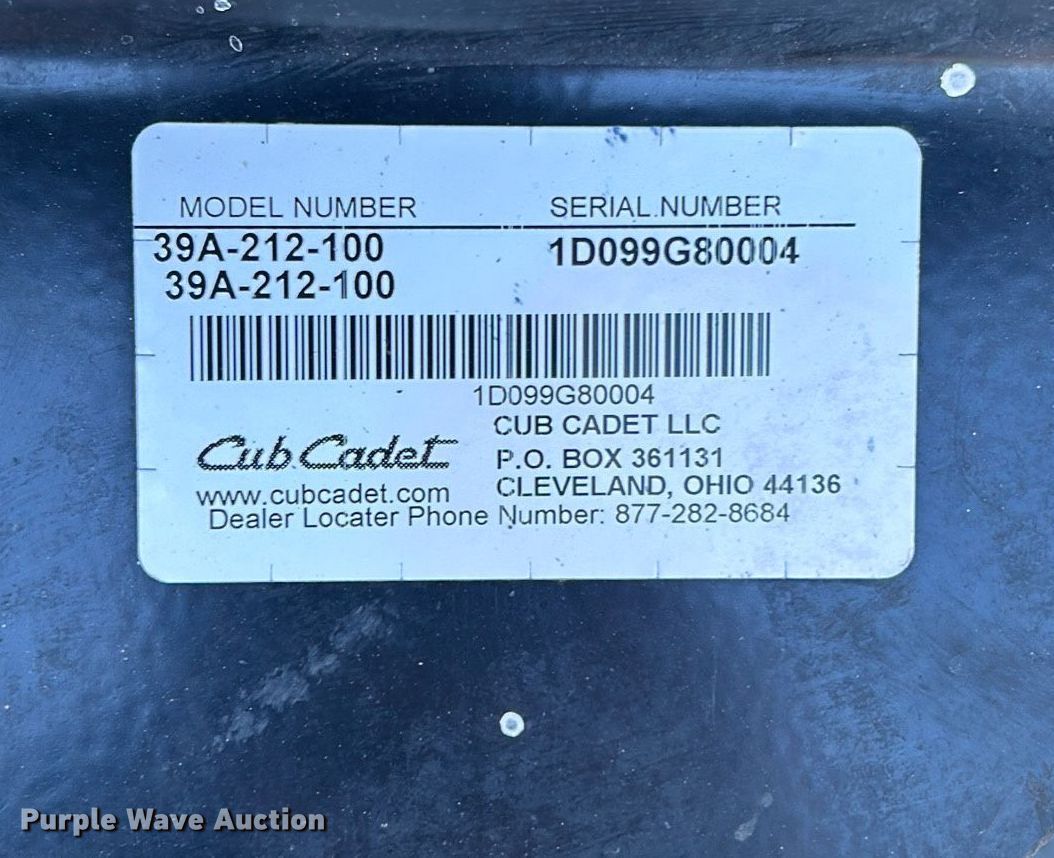 MODEL NUMBER SERIAL NUMBER
39A-212-100 1D099G80004
39A-212-100
1D099G80004
CUB CADET LLC
Cub Cadet P.O. BOX 361131
www.cubcadet.com CLEVELAND, OHIO 44136
Dealer Locater Phone Number: 877-282-8684
Purple Wave Auction